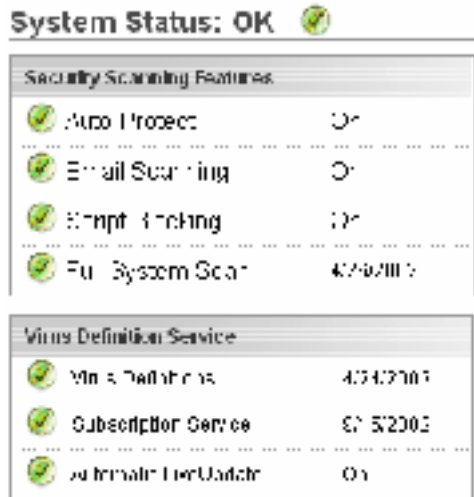 System Status: OK
Security Scanning Features
Auto-Protect On
Email Scanning On
Script Blocking On
Full System Scan
Virus Definition Service
Virus Definitions
Subscription Service
Automatic LiveUpdate On